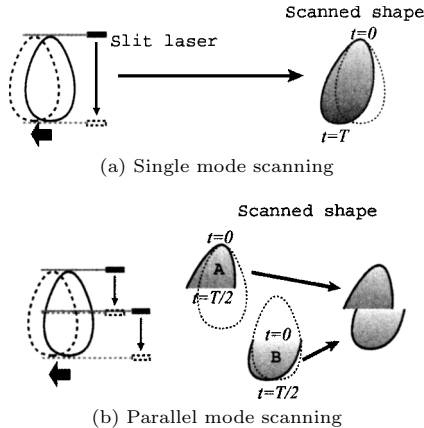 Scanned shape
t=0
Slit laser
t=T
(a) Single mode scanning
Scanned shape
t=0
A
t=T/2
t=0
B
t=T/2
(b) Parallel mode scanning